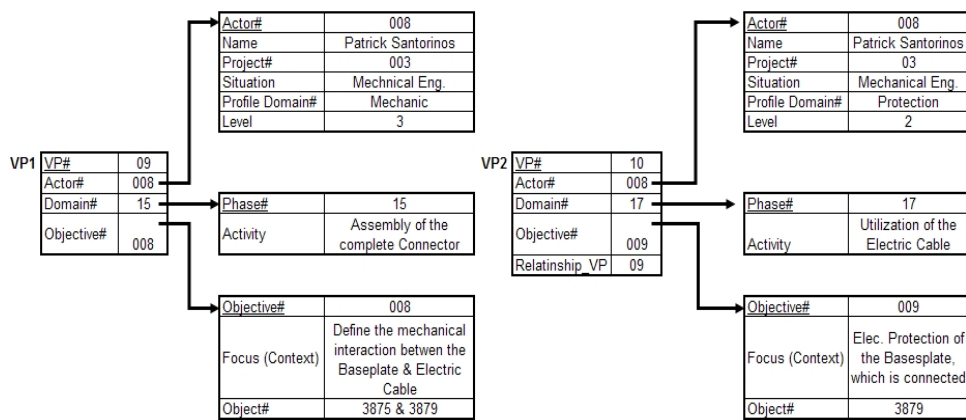 Actor# 008
Name Patrick Santorinos
Project# 003
Situation Mechnical Eng.
Profile Domain# Mechanic
Level 3
VP1 VP# 09
Actor# 008
Domain# 15
Objective# 008
Phase# 15
Activity Assembly of the
complete Connector
Objective# 008
Focus (Context) Define the mechanical
interaction betwen the
Baseplate & Electric
Cable
Object# 3875 & 3879
Actor# 008
Name Patrick Santorinos
Project# 03
Situation Mechanical Eng.
Profile Domain# Protection
Level 2
VP2 VP# 10
Actor# 008
Domain# 17
Objective# 009
Relatinship_VP 09
Phase# 17
Activity Utilization of the
Electric Cable
Objective# 009
Focus (Context) Elec. Protection of
the Basesplate,
which is connected
Object# 3879